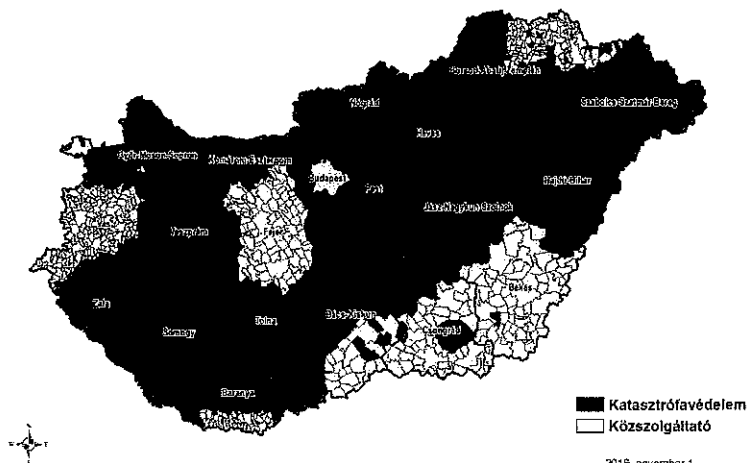 Borsod-Abaúj-Zemplén
Nógrád
Szabolcs-Szatmár-Bereg
Heves
Győr-Moson-Sopron
Komárom-Esztergom
Budapest
Pest
Hajdú-Bihar
Jász-Nagykun-Szolnok
Veszprém
Fejér
Békés
Zala
Bács-Kiskun
Tolna
Csongrád
Somogy
Baranya
Katasztrófavédelem
Közszolgáltató